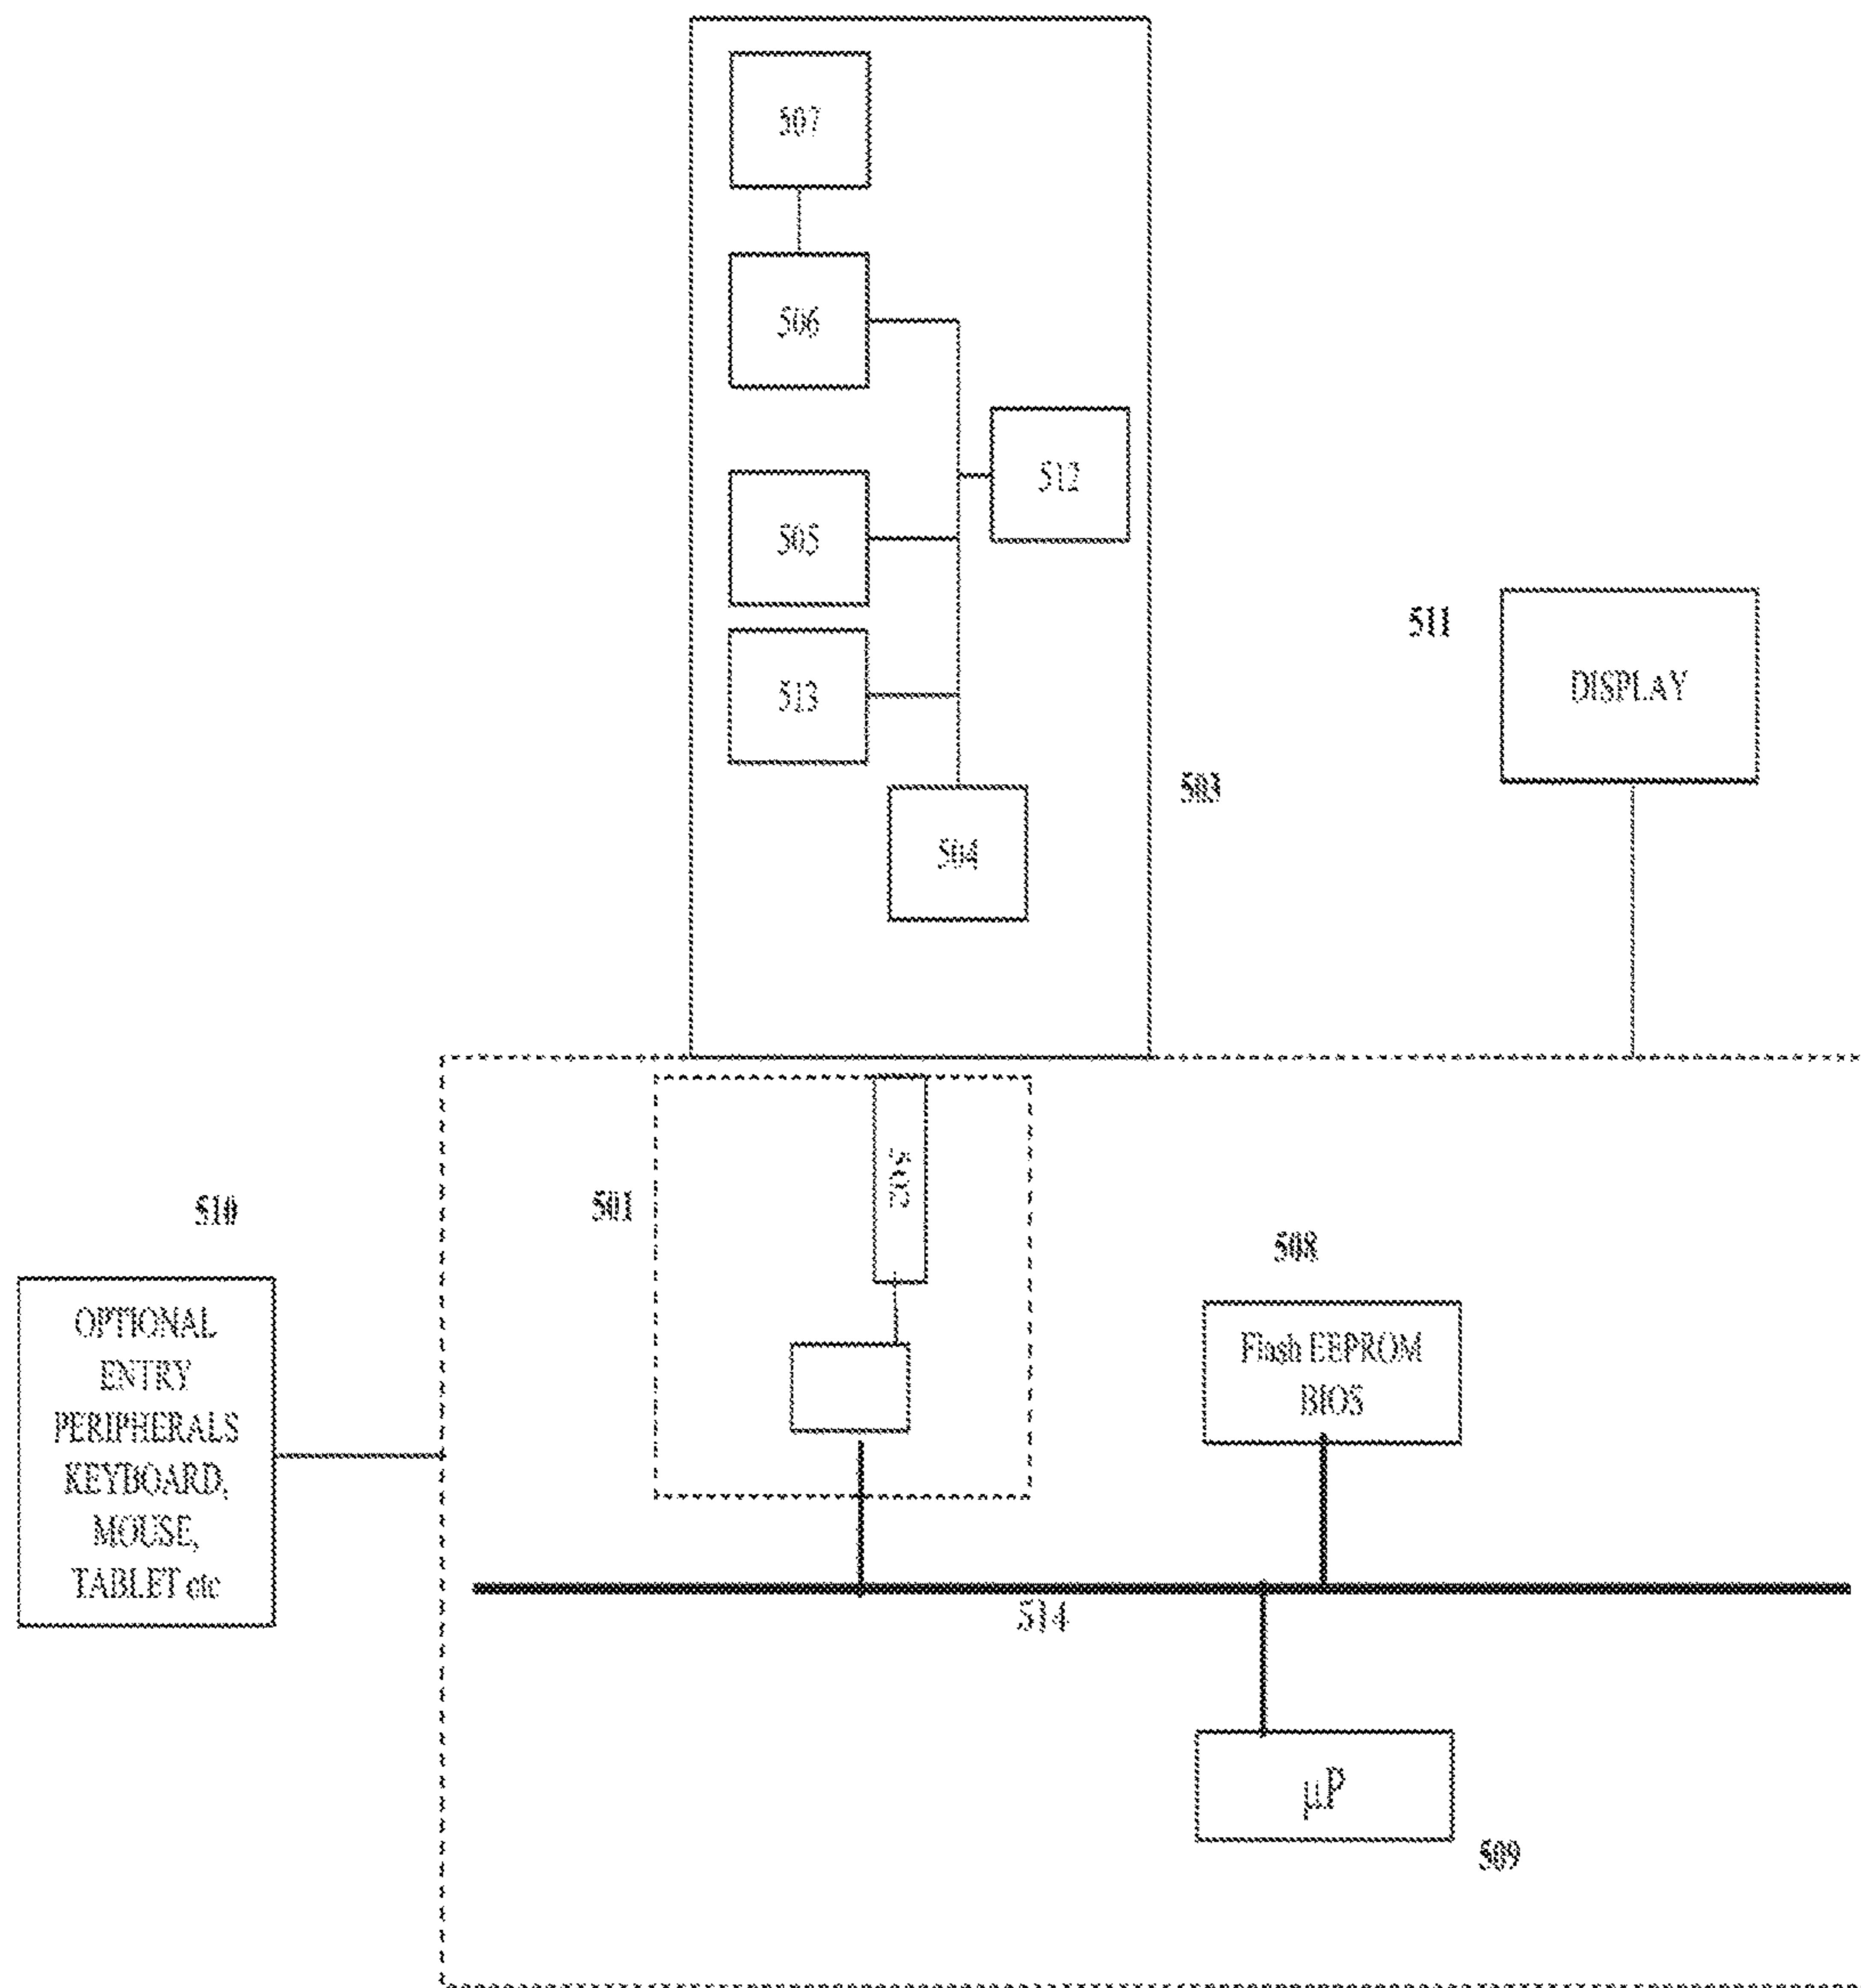 507
506
512
505
511
DISPLAY
513
503
504
502
501
510
508
OPTIONAL
ENTRY
PERIPHERALS
KEYBOARD,
MOUSE,
TABLET etc
Flash EEPROM
BIOS
514
µP
509